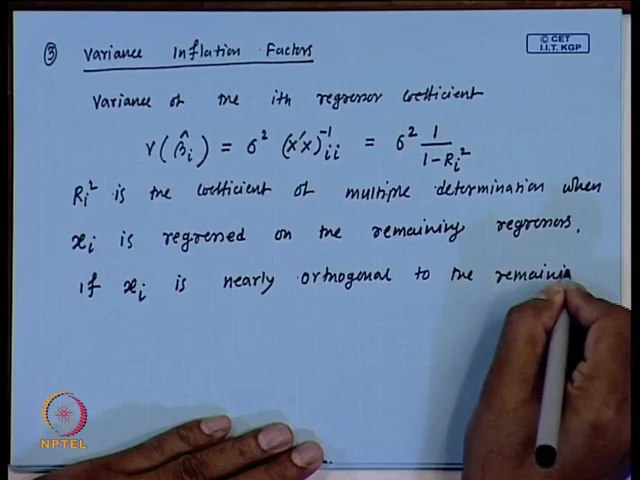 © CET
I.I.T. KGP
③ Variance Inflation Factors
Variance of the ith regressor coefficient
V(β̂ᵢ) = σ² (X′X)⁻¹ᵢᵢ = σ² 1/(1-Rᵢ²)
Rᵢ² is the coefficient of multiple determination when
xᵢ is regressed on the remaining regressors.
If xᵢ is nearly orthogonal to the remainin
NPTEL